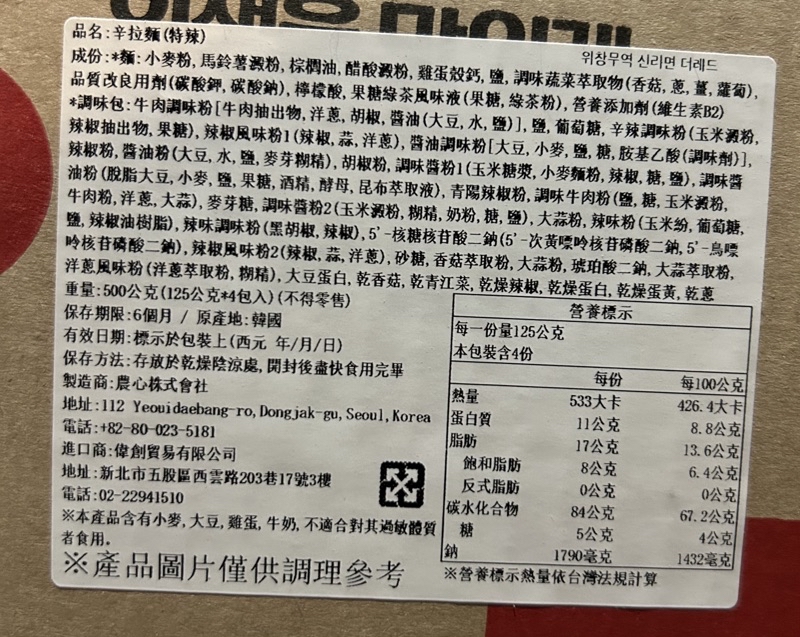 品名:辛拉麵(特辣)
위창무역 신라면 더레드
成份:*麵:小麥粉, 馬鈴薯澱粉, 棕櫚油, 醋酸澱粉, 雞蛋殼鈣, 鹽, 調味蔬菜萃取物(香菇, 蔥, 薑, 蘿蔔),
品質改良用劑(碳酸鉀, 碳酸鈉), 檸檬酸, 果糖綠茶風味液(果糖, 綠茶粉), 營養添加劑(維生素B2)
*調味包:牛肉調味粉[牛肉抽出物, 洋蔥, 胡椒, 醬油(大豆, 水, 鹽)], 鹽, 葡萄糖, 辛辣調味粉(玉米澱粉,
辣椒抽出物, 果糖), 辣椒風味粉1(辣椒, 蒜, 洋蔥), 醬油調味粉[大豆, 小麥, 鹽, 糖, 胺基乙酸(調味劑)],
辣椒粉, 醬油粉(大豆, 水, 鹽, 麥芽糊精), 胡椒粉, 調味醬粉1(玉米糖漿, 小麥麵粉, 辣椒, 糖, 鹽), 調味醬
油粉(脫脂大豆, 小麥, 鹽, 果糖, 酒精, 酵母, 昆布萃取液), 青陽辣椒粉, 調味牛肉粉(鹽, 糖, 玉米澱粉,
牛肉粉, 洋蔥, 大蒜), 麥芽糖, 調味醬粉2(玉米澱粉, 糊精, 奶粉, 糖, 鹽), 大蒜粉, 辣味粉(玉米紛, 葡萄糖,
鹽, 辣椒油樹脂), 辣味調味粉(黑胡椒, 辣椒), 5'-核糖核苷酸二鈉(5'-次黃嘌呤核苷磷酸二鈉, 5'-鳥嘌
呤核苷磷酸二鈉), 辣椒風味粉2(辣椒, 蒜, 洋蔥), 砂糖, 香菇萃取粉, 大蒜粉, 琥珀酸二鈉, 大蒜萃取粉,
洋蔥風味粉(洋蔥萃取粉, 糊精), 大豆蛋白, 乾香菇, 乾青江菜, 乾燥辣椒, 乾燥蛋白, 乾燥蛋黃, 乾蔥
重量:500公克(125公克*4包入)(不得零售)
保存期限:6個月 / 原產地:韓國
有效日期:標示於包裝上(西元 年/月/日)
保存方法:存放於乾燥陰涼處, 開封後盡快食用完畢
製造商:農心株式會社
地址:112 Yeouidaebang-ro, Dongjak-gu, Seoul, Korea
電話:+82-80-023-5181
進口商:偉創貿易有限公司
地址:新北市五股區西雲路203巷17號3樓
電話:02-22941510
※本產品含有小麥, 大豆, 雞蛋, 牛奶, 不適合對其過敏體質
者食用。
※產品圖片僅供調理參考
營養標示
每一份量125公克
本包裝含4份
每份 每100公克
熱量 533大卡 426.4大卡
蛋白質 11公克 8.8公克
脂肪 17公克 13.6公克
飽和脂肪 8公克 6.4公克
反式脂肪 0公克 0公克
碳水化合物 84公克 67.2公克
糖 5公克 4公克
鈉 1790毫克 1432毫克
※營養標示熱量依台灣法規計算